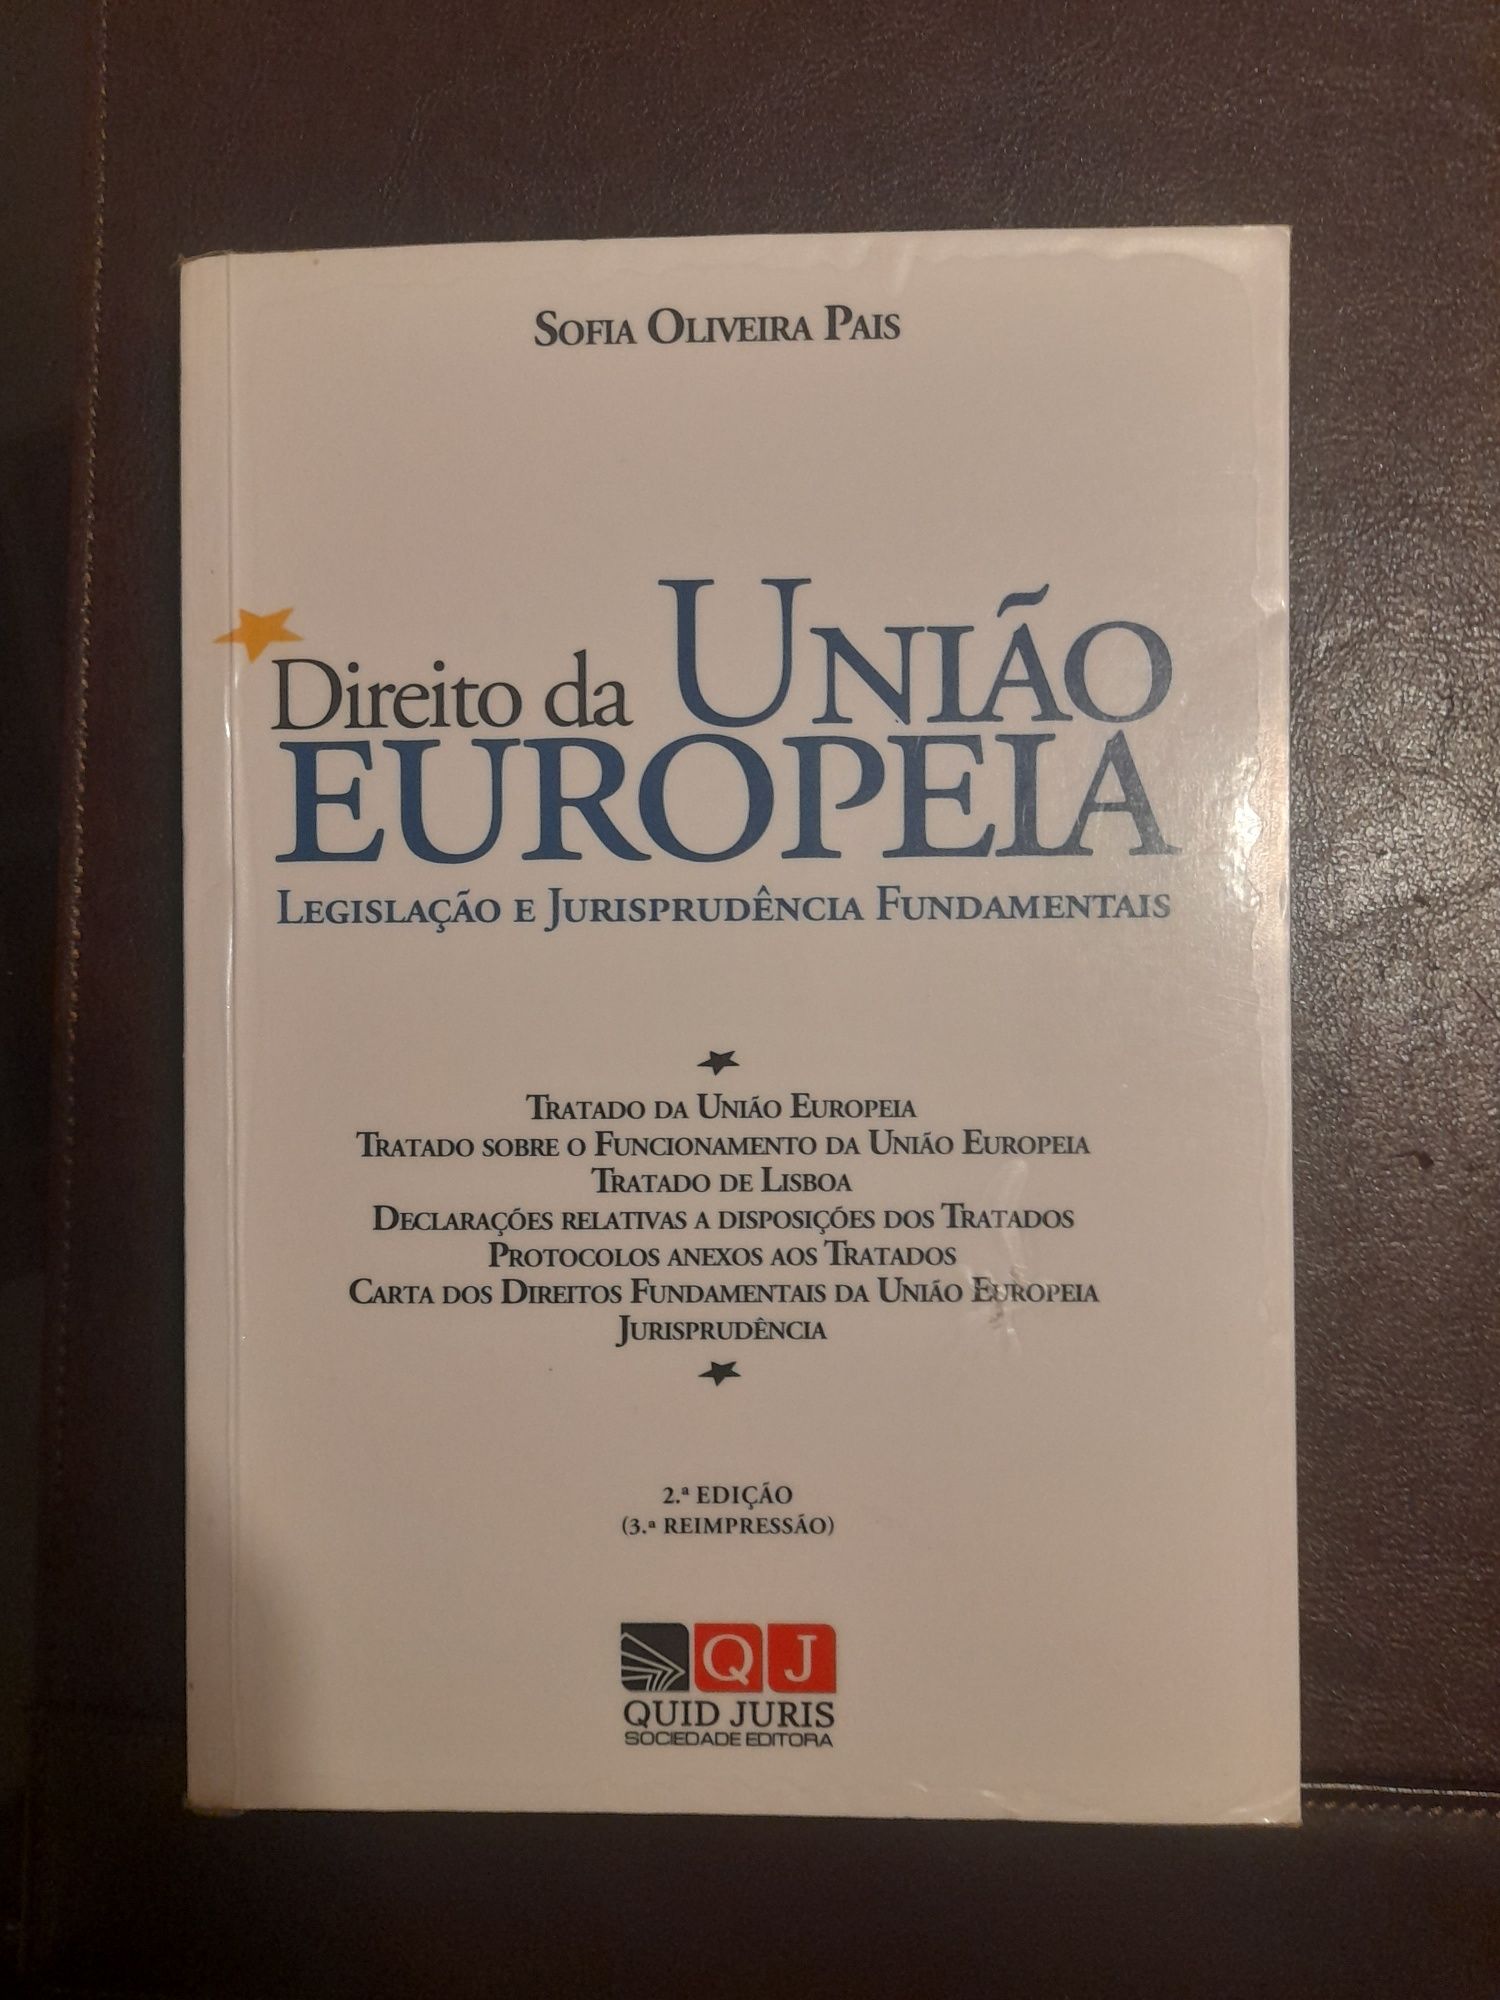 Sofia Oliveira Pais
Direito da União
Europeia
Legislação e Jurisprudência Fundamentais
Tratado da União Europeia
Tratado sobre o Funcionamento da União Europeia
Tratado de Lisboa
Declarações relativas a disposições dos Tratados
Protocolos anexos aos Tratados
Carta dos Direitos Fundamentais da União Europeia
Jurisprudência
2.ª EDIÇÃO
(3.ª REIMPRESSÃO)
QJ
QUID JURIS
SOCIEDADE EDITORA